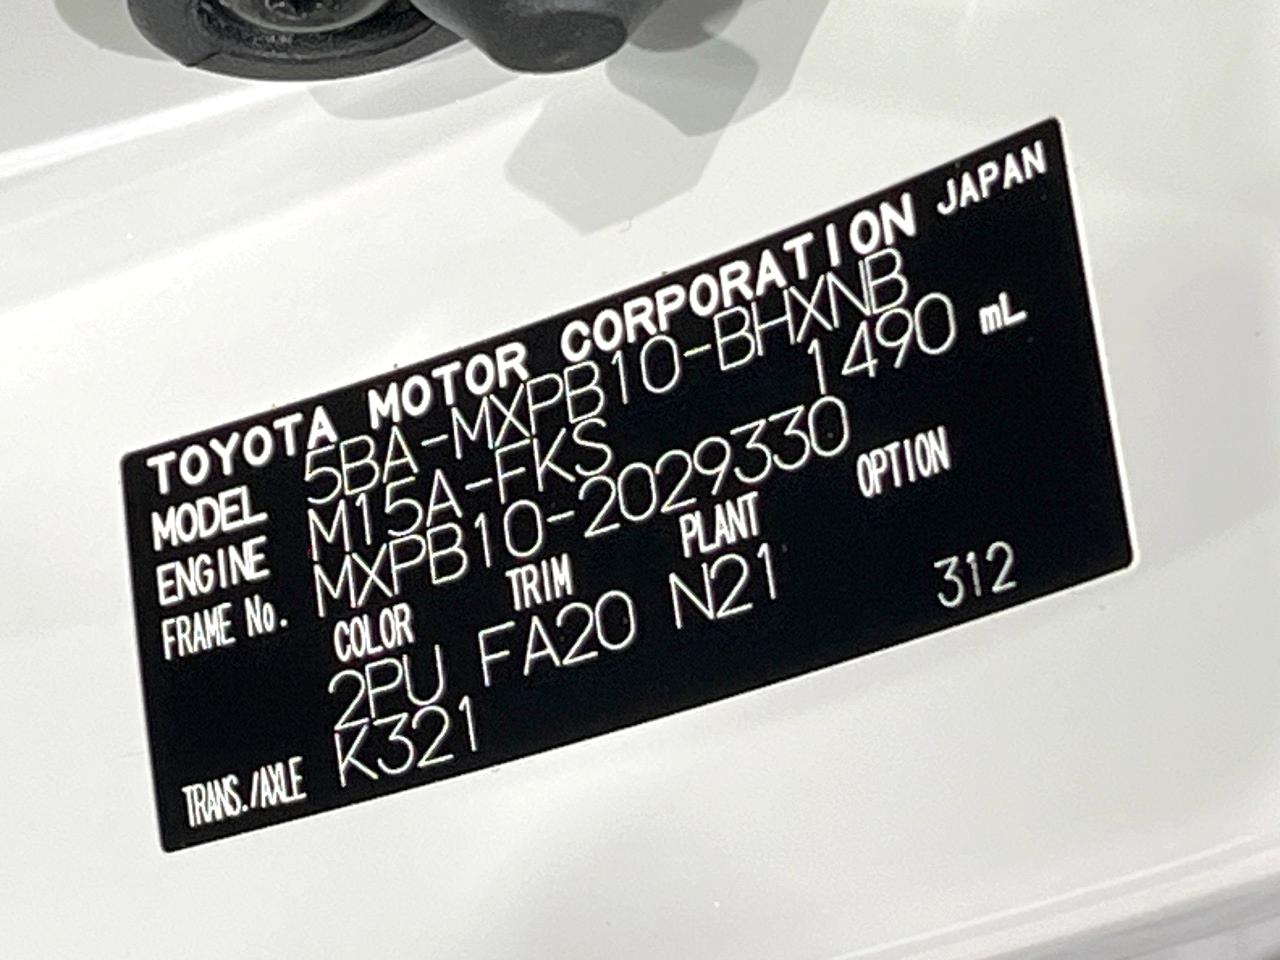 TOYOTA MOTOR CORPORATION JAPAN
MODEL 5BA-MXPB10-BHXNB
ENGINE M15A-FKS 1490 mL
FRAME No. MXPB10-2029330
COLOR TRIM PLANT OPTION
2PU FA20 N21 312
TRANS./AXLE K321